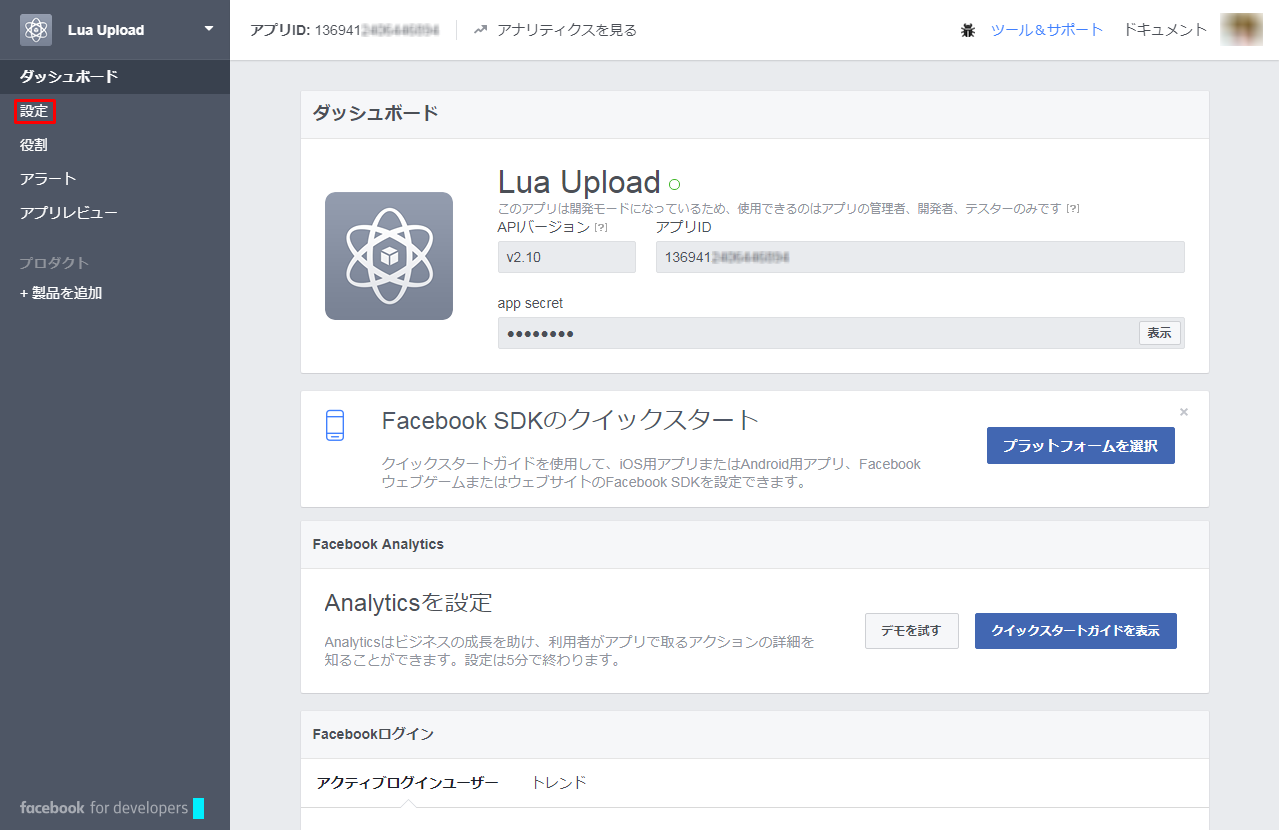 Lua Upload
アプリID: 136941
アナリティクスを見る
ツール&サポート
ドキュメント
ダッシュボード
設定
役割
アラート
アプリレビュー
プロダクト
+ 製品を追加
facebook for developers
ダッシュボード
Lua Upload
このアプリは開発モードになっているため、使用できるのはアプリの管理者、開発者、テスターのみです [?]
APIバージョン [?]
アプリID
v2.10
136941
app secret
●●●●●●●●
表示
Facebook SDKのクイックスタート
×
クイックスタートガイドを使用して、iOS用アプリまたはAndroid用アプリ、Facebook
ウェブゲームまたはウェブサイトのFacebook SDKを設定できます。
プラットフォームを選択
Facebook Analytics
Analyticsを設定
Analyticsはビジネスの成長を助け、利用者がアプリで取るアクションの詳細を
知ることができます。設定は5分で終わります。
デモを試す
クイックスタートガイドを表示
Facebookログイン
アクティブログインユーザー
トレンド